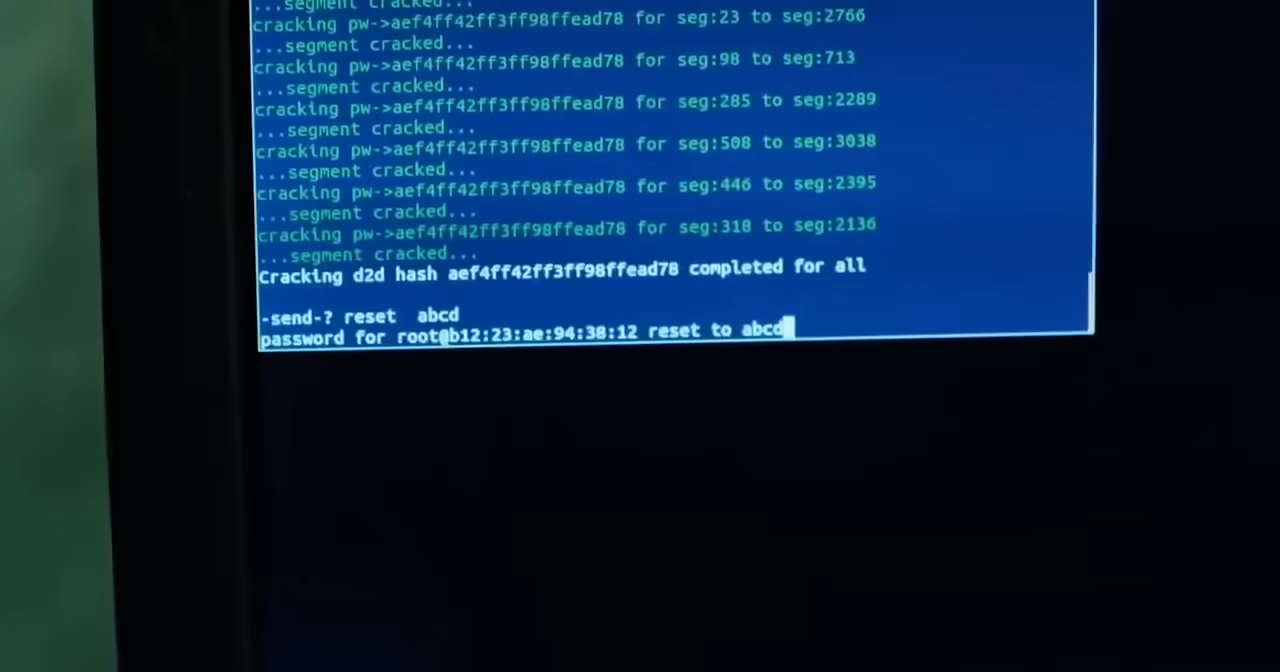 ...segment cracked...
cracking pw->aef4ff42ff3ff98ffead78 for seg:23 to seg:2766
...segment cracked...
cracking pw->aef4ff42ff3ff98ffead78 for seg:98 to seg:713
...segment cracked...
cracking pw->aef4ff42ff3ff98ffead78 for seg:285 to seg:2289
...segment cracked...
cracking pw->aef4ff42ff3ff98ffead78 for seg:508 to seg:3038
...segment cracked...
cracking pw->aef4ff42ff3ff98ffead78 for seg:446 to seg:2395
...segment cracked...
cracking pw->aef4ff42ff3ff98ffead78 for seg:318 to seg:2136
...segment cracked...
Cracking d2d hash aef4ff42ff3ff98ffead78 completed for all
-send-? reset  abcd
password for root@b12:23:ae:94:38:12 reset to abcd